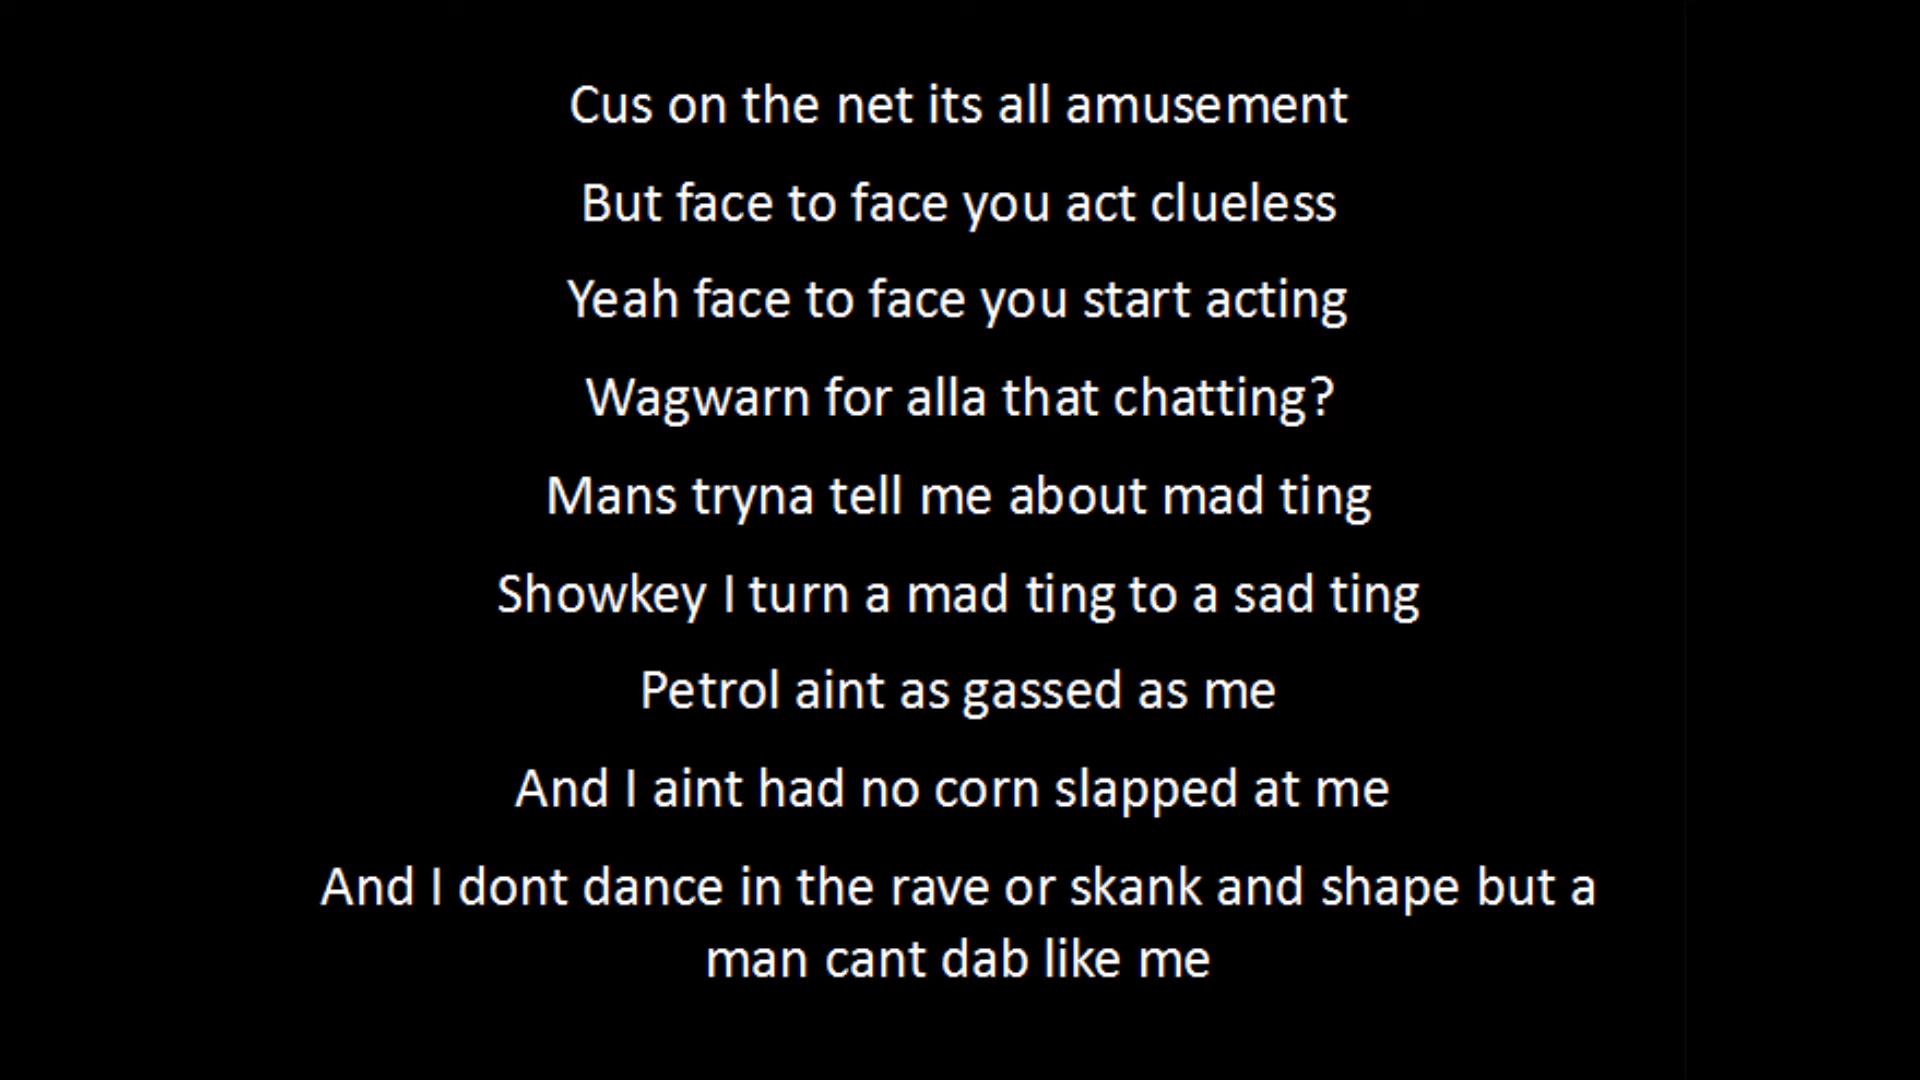 Cus on the net its all amusement
But face to face you act clueless
Yeah face to face you start acting
Wagwarn for alla that chatting?
Mans tryna tell me about mad ting
Showkey I turn a mad ting to a sad ting
Petrol aint as gassed as me
And I aint had no corn slapped at me
And I dont dance in the rave or skank and shape but a
man cant dab like me